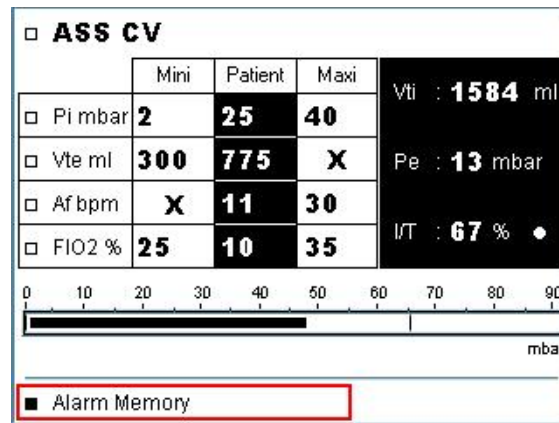 ASS CV
Mini Patient Maxi
Pi mbar 2 25 40
Vte ml 300 775 X
Af bpm X 11 30
FIO2 % 25 10 35
Vti : 1584 ml
Pe : 13 mbar
I/T : 67 %
0 10 20 30 40 50 60 70 80 90
mba
Alarm Memory